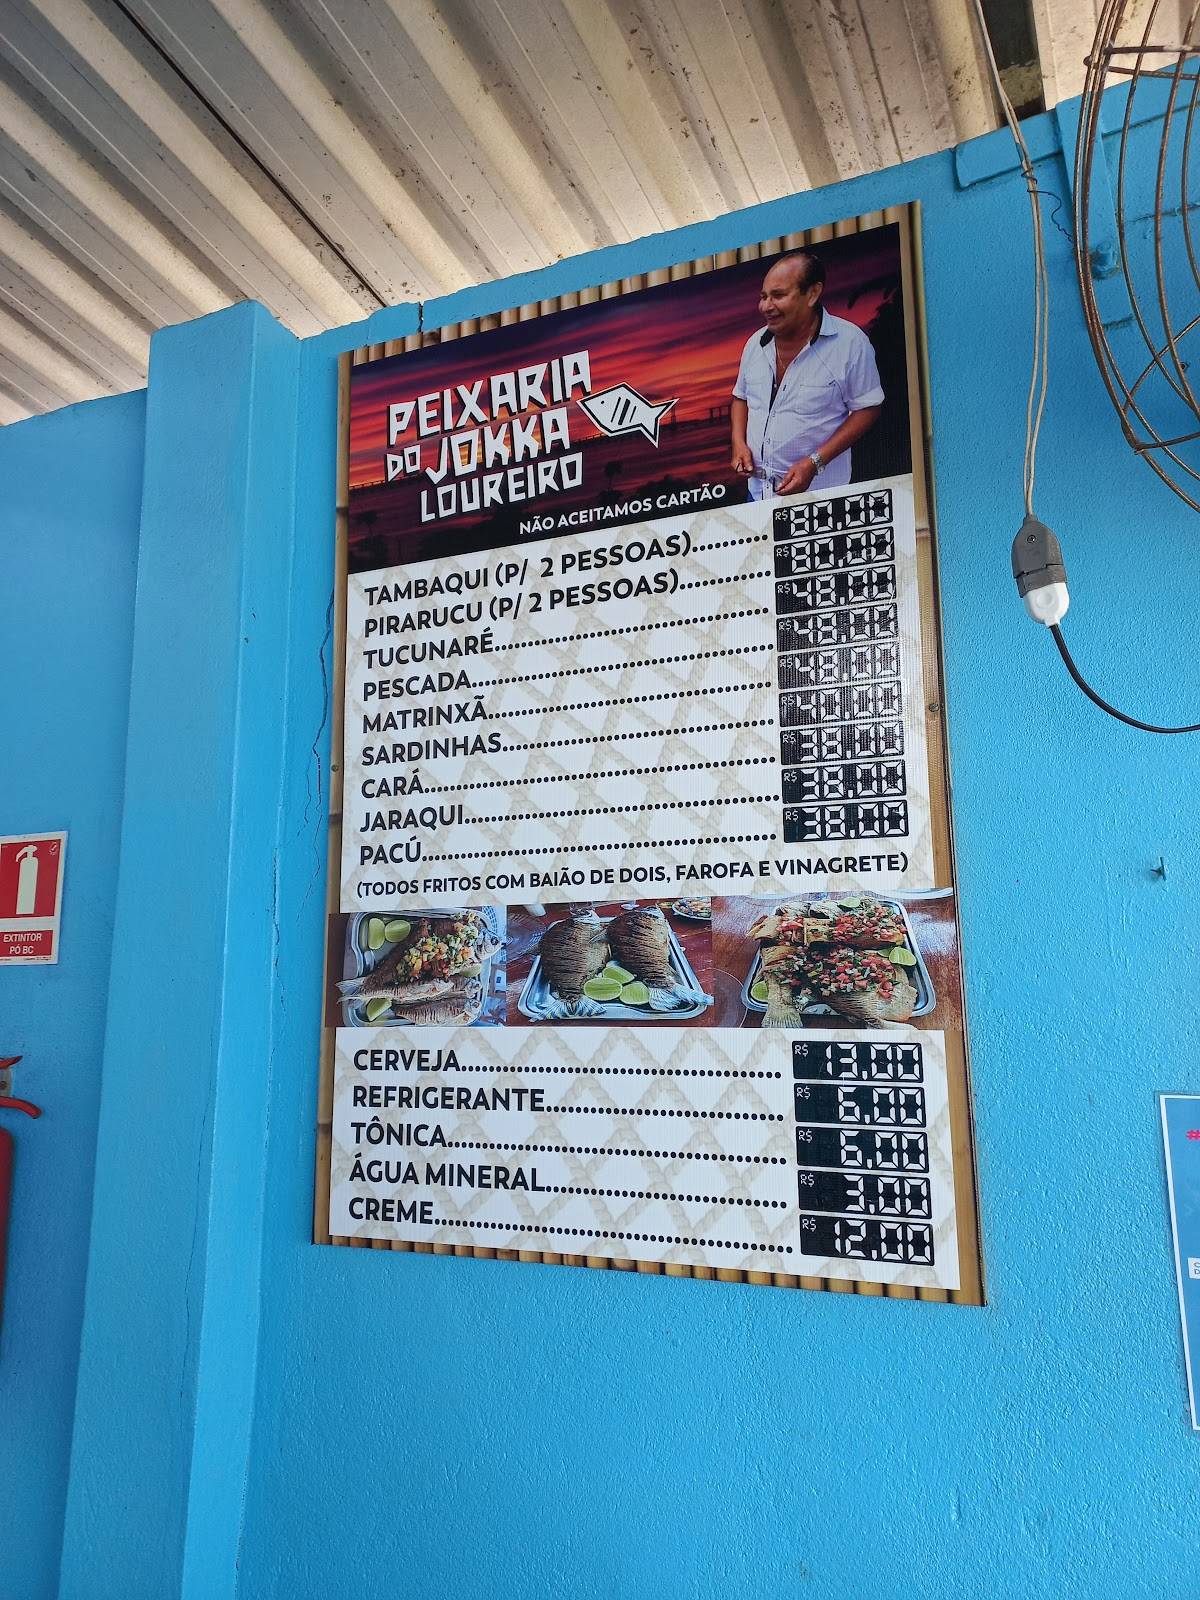 PEIXARIA
DO JOKKA
LOUREIRO
NÃO ACEITAMOS CARTÃO
TAMBAQUI (P/ 2 PESSOAS).......... R$ 80,00
PIRARUCU (P/ 2 PESSOAS)............ R$ 80,00
TUCUNARÉ.......................................... R$ 48,00
PESCADA.............................................. R$ 48,00
MATRINXÃ........................................... R$ 48,00
SARDINHAS......................................... R$ 40,00
CARÁ...................................................... R$ 38,00
JARAQUI................................................ R$ 38,00
PACÚ....................................................... R$ 38,00
(TODOS FRITOS COM BAIÃO DE DOIS, FAROFA E VINAGRETE)
CERVEJA................................................ R$ 13,00
REFRIGERANTE................................... R$ 6,00
TÔNICA.................................................. R$ 6,00
ÁGUA MINERAL................................... R$ 3,00
CREME..................................................... R$ 12,00
EXTINTOR
PÓ BC
#